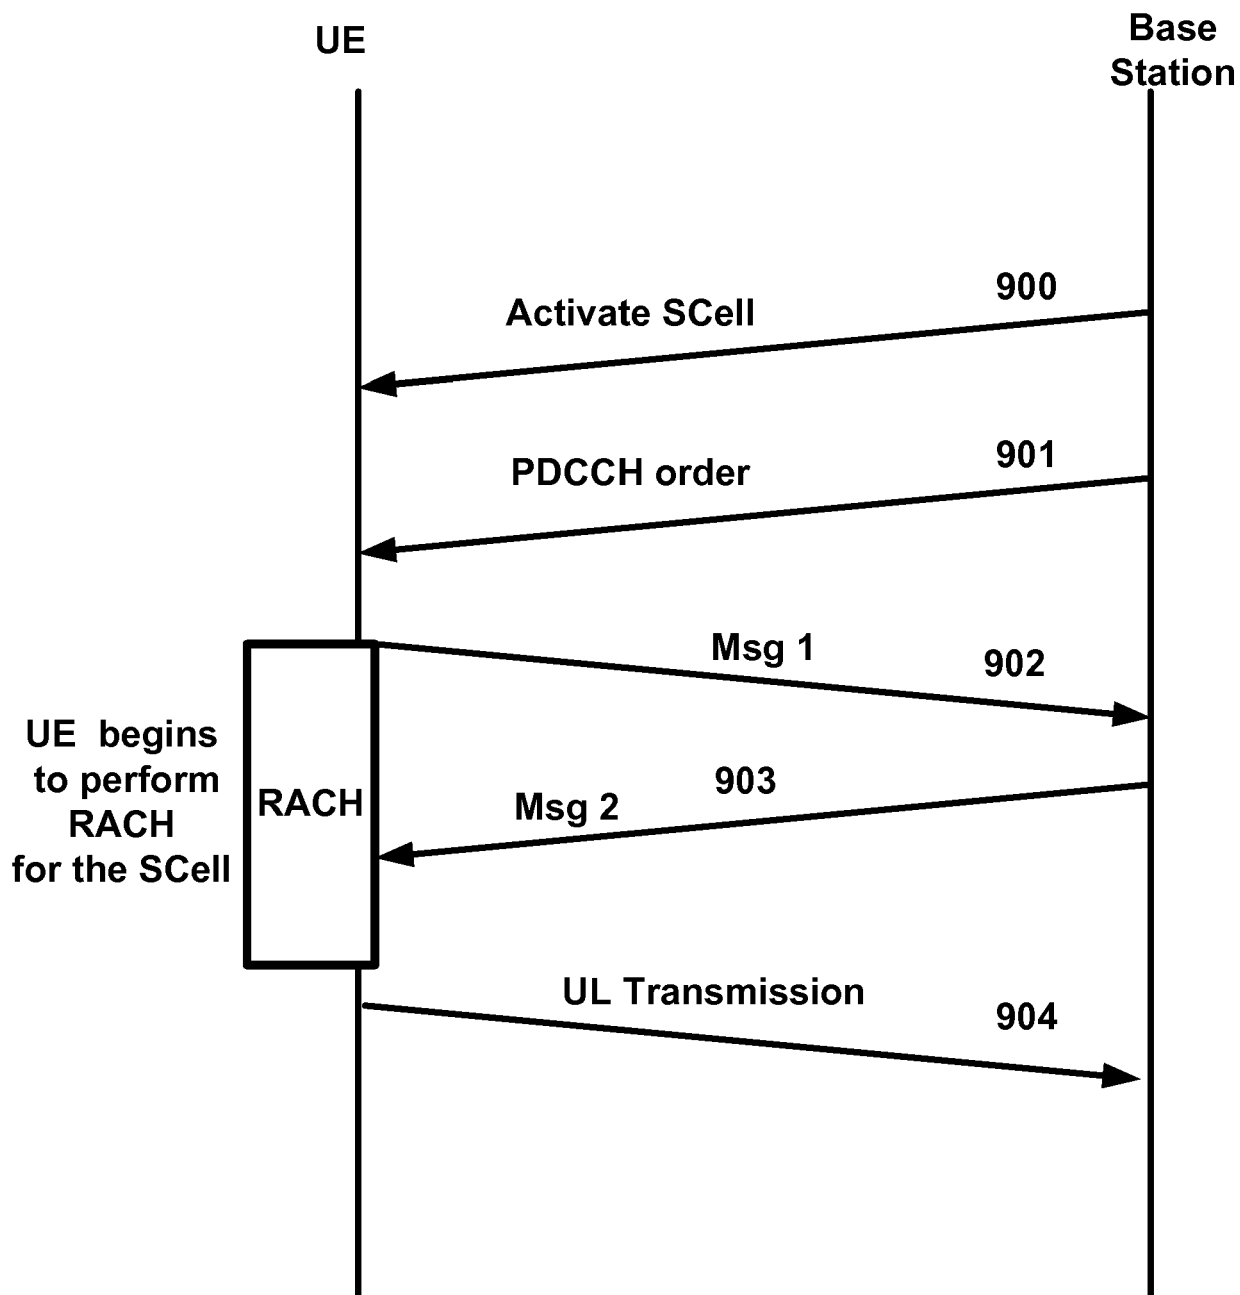 UE
Base
Station
900
Activate SCell
901
PDCCH order
Msg 1
902
UE begins
to perform
RACH
for the SCell
RACH
903
Msg 2
UL Transmission
904